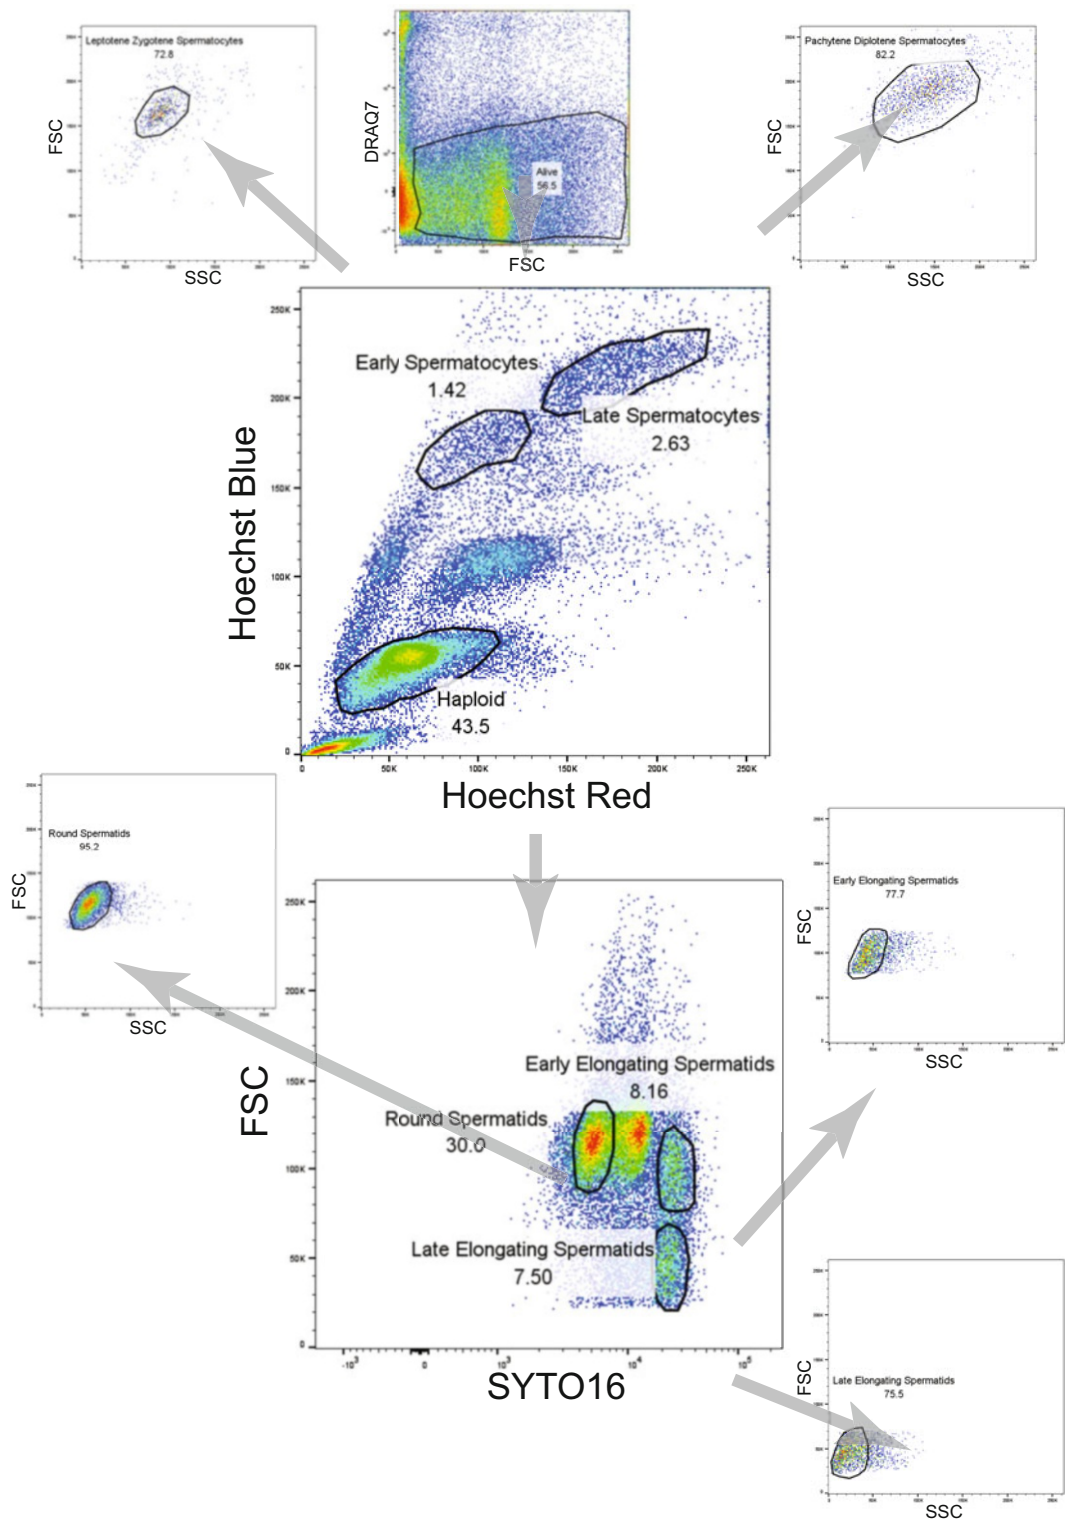 Leptotene Zygotene Spermatocytes
72.8
FSC
SSC
DRAQ7
Alive
56.5
FSC
Pachytene Diplotene Spermatocytes
82.2
FSC
SSC
Early Spermatocytes
1.42
Late Spermatocytes
2.63
Haploid
43.5
Hoechst Blue
250K
200K
150K
100K
50K
0
0
50K
100K
150K
200K
250K
Hoechst Red
Round Spermatids
95.2
FSC
SSC
Early Elongating Spermatids
8.16
Round Spermatids
30.0
Late Elongating Spermatids
7.50
FSC
250K
200K
150K
100K
50K
0
-10³
0
10³
10⁴
10⁵
SYTO16
Early Elongating Spermatids
77.7
FSC
SSC
Late Elongating Spermatids
75.5
FSC
SSC